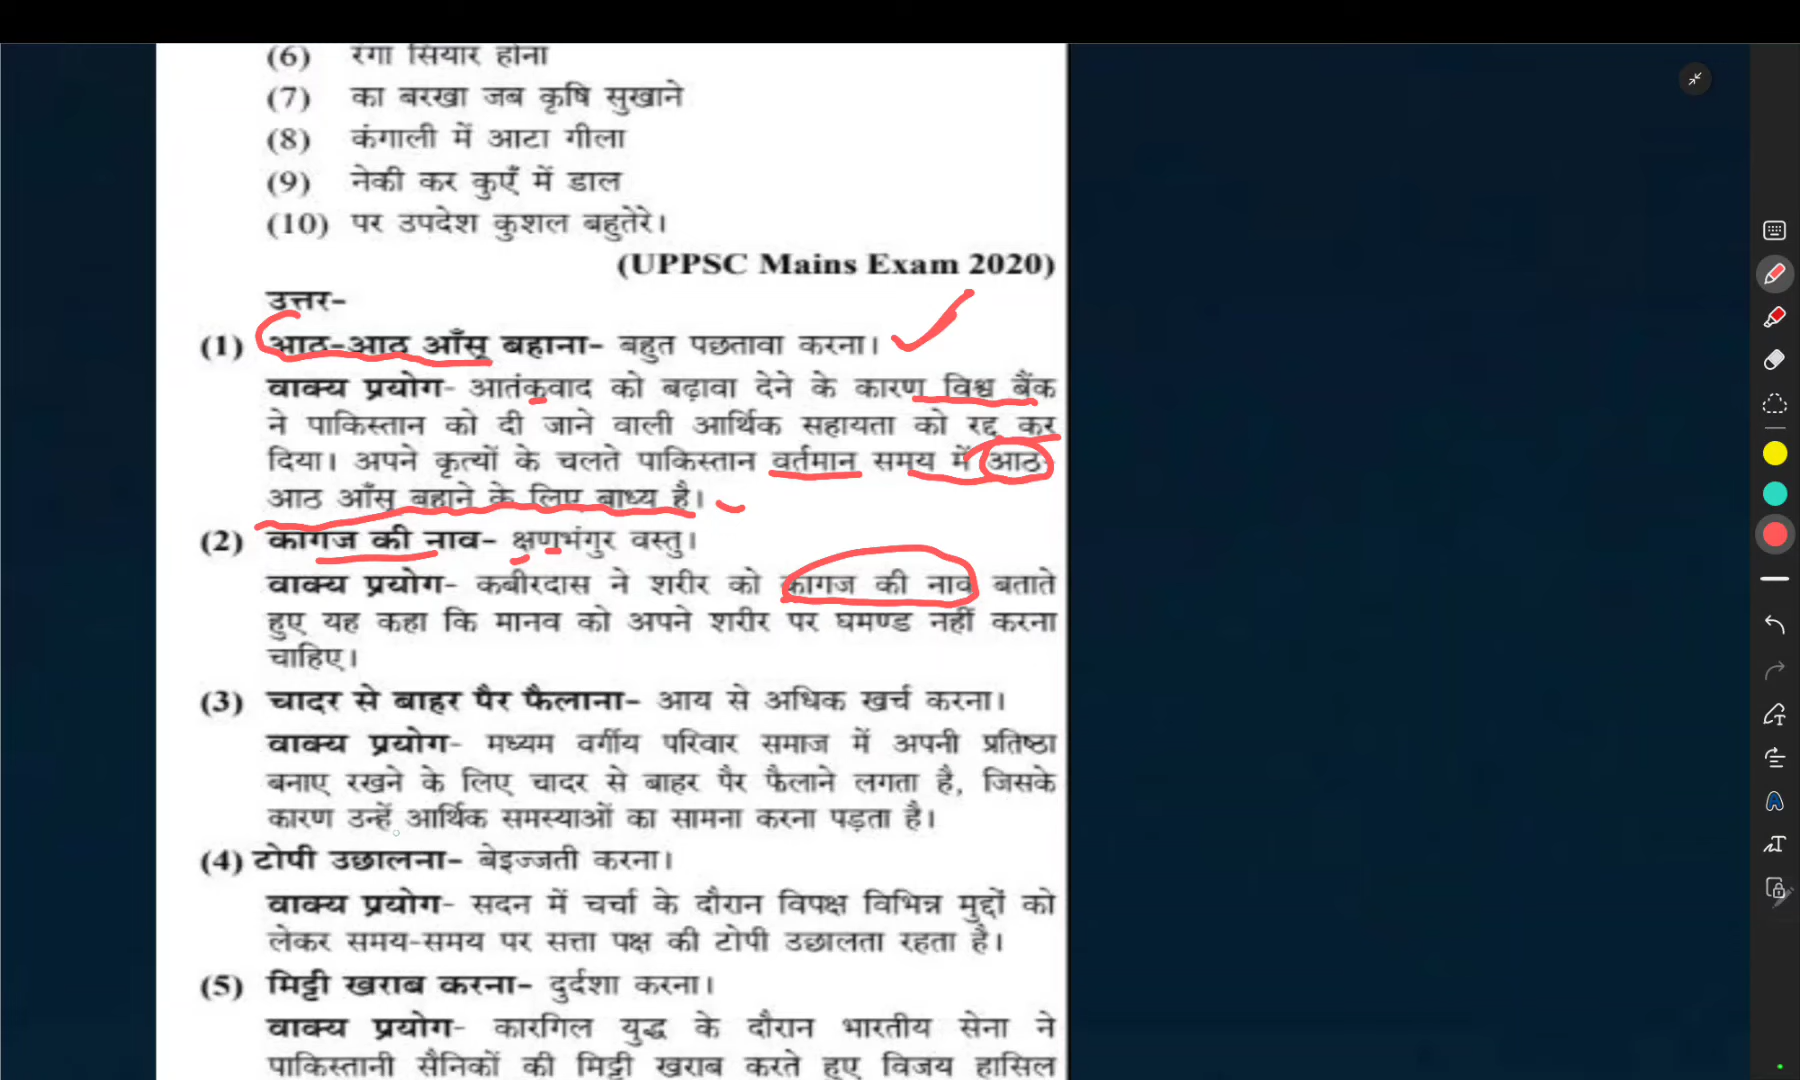 (6) रंगा सियार होना
(7) का बरखा जब कृषि सुखाने
(8) कंगाली में आटा गीला
(9) नेकी कर कुएँ में डाल
(10) पर उपदेश कुशल बहुतेरे।
(UPPSC Mains Exam 2020)
उत्तर-
(1) आठ-आठ आँसू बहाना- बहुत पछतावा करना।
वाक्य प्रयोग- आतंकवाद को बढ़ावा देने के कारण विश्व बैंक
ने पाकिस्तान को दी जाने वाली आर्थिक सहायता को रद्द कर
दिया। अपने कृत्यों के चलते पाकिस्तान वर्तमान समय में आठ-
आठ आँसू बहाने के लिए बाध्य है।
(2) कागज की नाव- क्षणभंगुर वस्तु।
वाक्य प्रयोग- कबीरदास ने शरीर को कागज की नाव बताते
हुए यह कहा कि मानव को अपने शरीर पर घमण्ड नहीं करना
चाहिए।
(3) चादर से बाहर पैर फैलाना- आय से अधिक खर्च करना।
वाक्य प्रयोग- मध्यम वर्गीय परिवार समाज में अपनी प्रतिष्ठा
बनाए रखने के लिए चादर से बाहर पैर फैलाने लगता है, जिसके
कारण उन्हें आर्थिक समस्याओं का सामना करना पड़ता है।
(4) टोपी उछालना- बेइज्जती करना।
वाक्य प्रयोग- सदन में चर्चा के दौरान विपक्ष विभिन्न मुद्दों को
लेकर समय-समय पर सत्ता पक्ष की टोपी उछालता रहता है।
(5) मिट्टी खराब करना- दुर्दशा करना।
वाक्य प्रयोग- कारगिल युद्ध के दौरान भारतीय सेना ने
पाकिस्तानी सैनिकों की मिट्टी खराब करते हुए विजय हासिल